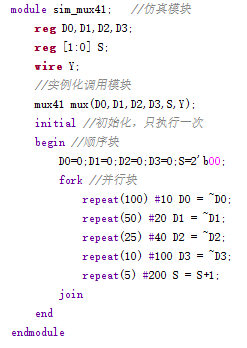 module sim_mux41;   //仿真模块
    reg D0,D1,D2,D3;
    reg [1:0] S;
    wire Y;
    //实例化调用模块
    mux41 mux(D0,D1,D2,D3,S,Y);
    initial //初始化，只执行一次
    begin //顺序块
        D0=0;D1=0;D2=0;D3=0;S=2'b00;
        fork //并行块
            repeat(100) #10 D0 = ~D0;
            repeat(50) #20 D1 = ~D1;
            repeat(25) #40 D2 = ~D2;
            repeat(10) #100 D3 = ~D3;
            repeat(5) #200 S = S+1;
        join
    end
endmodule